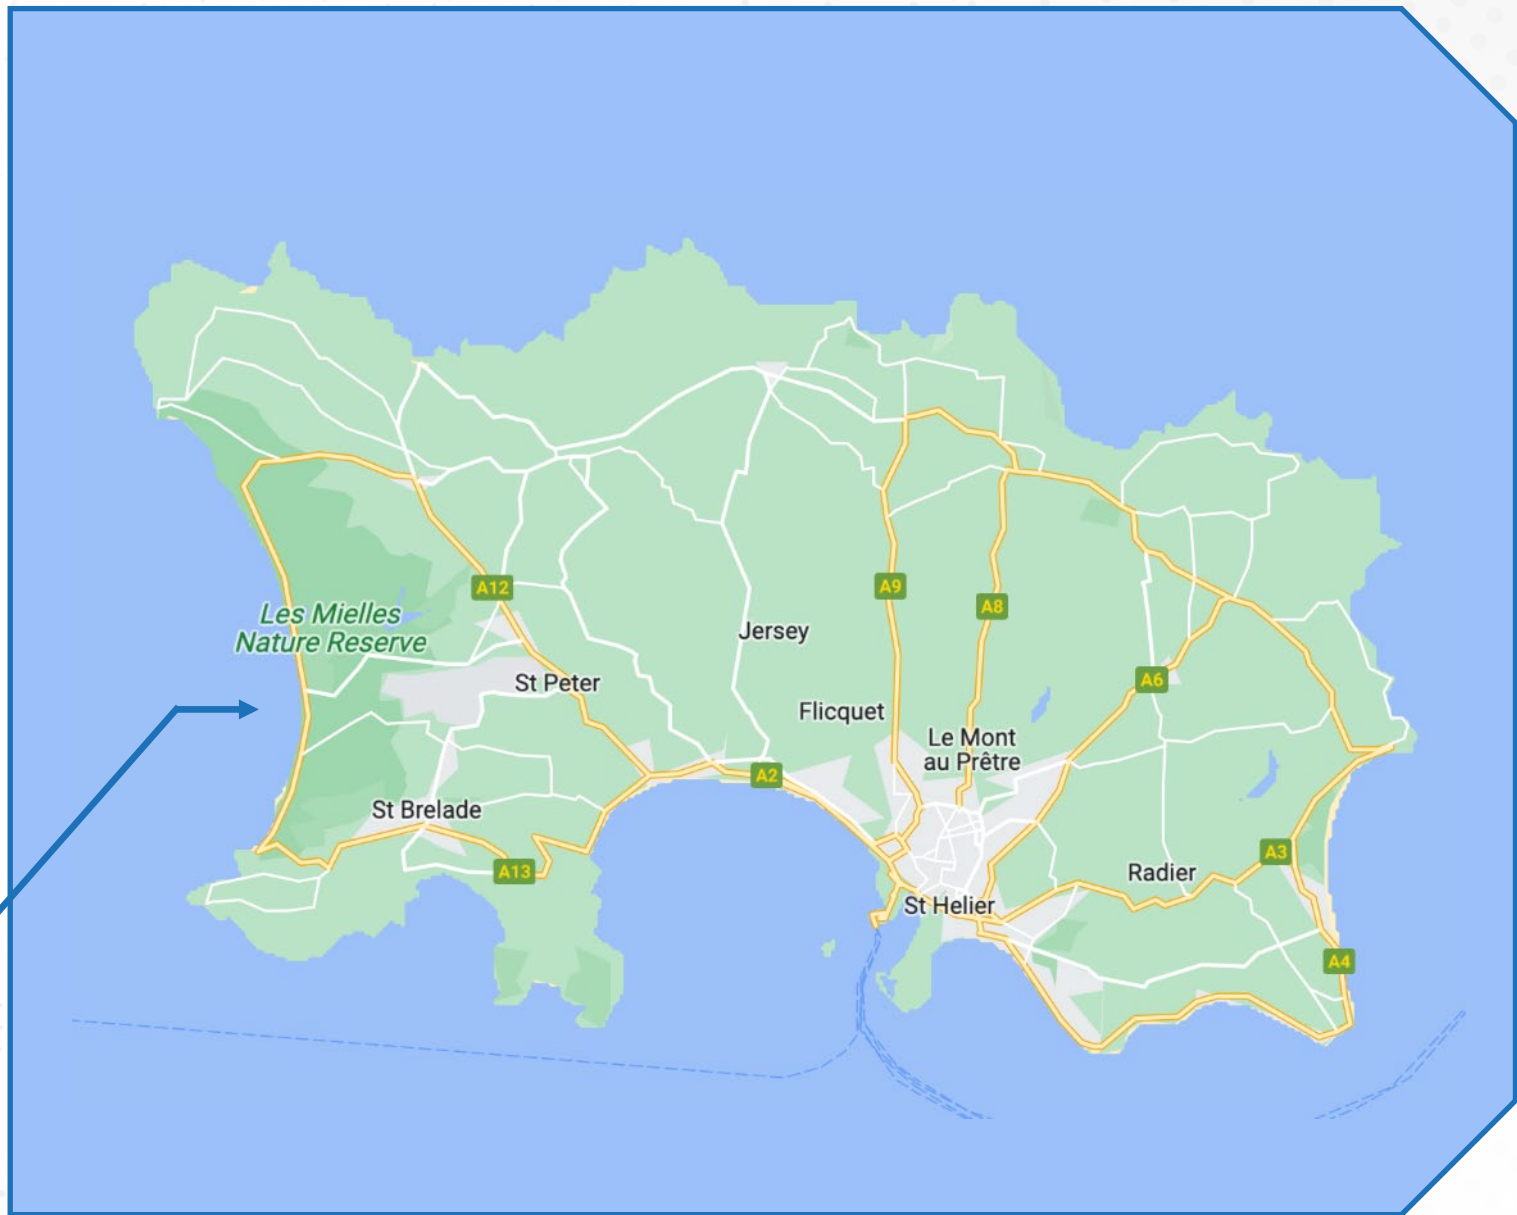 A12
A9
A8
Les Mielles
Nature Reserve
Jersey
St Peter
A6
Flicquet
Le Mont
au Prêtre
A2
St Brelade
A13
A3
Radier
St Helier
A4